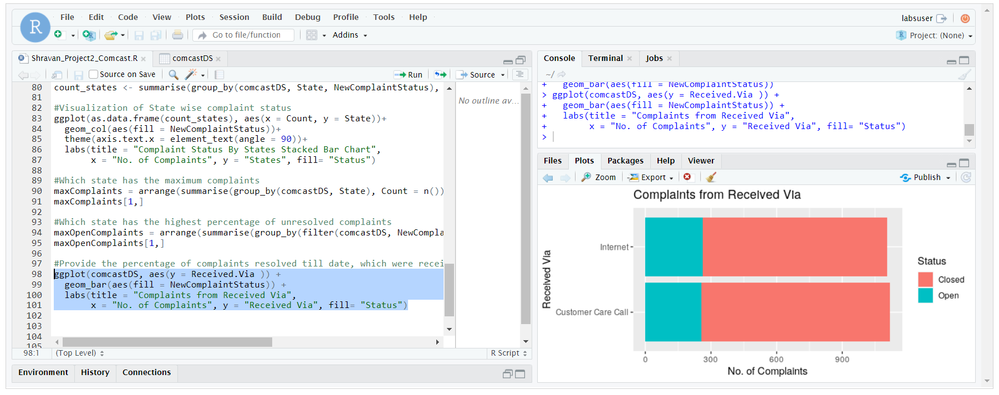 R
File Edit Code View Plots Session Build Debug Profile Tools Help
labsuser
Go to file/function
Addins
Project: (None)
Shravan_Project2_Comcast.R
comcastDS
Source on Save
Run
Source
80 count_states <- summarise(group_by(comcastDS, State, NewComplaintStatus),
81
82 #Visualization of State wise complaint status
83 ggplot(as.data.frame(count_states), aes(x = Count, y = State))+
84 geom_col(aes(fill = NewComplaintStatus))+
85 theme(axis.text.x = element_text(angle = 90))+
86 labs(title = "Complaint Status By States Stacked Bar Chart",
87 x = "No. of Complaints", y = "States", fill= "Status")
88
89 #Which state has the maximum complaints
90 maxComplaints = arrange(summarise(group_by(comcastDS, State), Count = n())
91 maxComplaints[1,]
92
93 #Which state has the highest percentage of unresolved complaints
94 maxOpenComplaints = arrange(summarise(group_by(filter(comcastDS, NewCompla
95 maxOpenComplaints[1,]
96
97 #Provide the percentage of complaints resolved till date, which were recei
98 ggplot(comcastDS, aes(y = Received.Via )) +
99 geom_bar(aes(fill = NewComplaintStatus)) +
100 labs(title = "Complaints from Received Via",
101 x = "No. of Complaints", y = "Received Via", fill= "Status")
102
103
104
105
No outline av...
98:1
(Top Level)
R Script
Environment History Connections
Console Terminal Jobs
~/
+ geom_bar(aes(fill = NewComplaintStatus))
> ggplot(comcastDS, aes(y = Received.Via )) +
+ geom_bar(aes(fill = NewComplaintStatus)) +
+ labs(title = "Complaints from Received Via",
+ x = "No. of Complaints", y = "Received Via", fill= "Status")
>
Files Plots Packages Help Viewer
Zoom
Export
Publish
Complaints from Received Via
Received Via
Internet
Customer Care Call
0 300 600 900
No. of Complaints
Status
Closed
Open